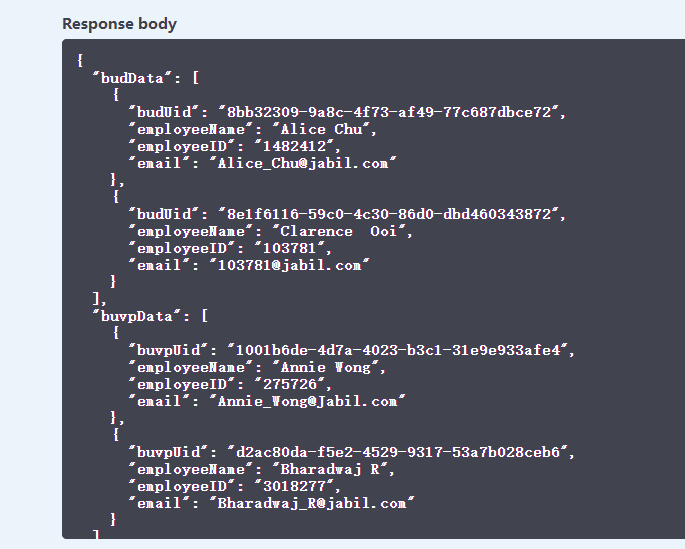 Response body
{
"budData": [
{
"budUid": "8bb32309-9a8c-4f73-af49-77c687dbce72",
"employeeName": "Alice Chu",
"employeeID": "1482412",
"email": "Alice_Chu@jabil.com"
},
{
"budUid": "8e1f6116-59c0-4c30-86d0-dbd460343872",
"employeeName": "Clarence  Ooi",
"employeeID": "103781",
"email": "103781@jabil.com"
}
],
"buvpData": [
{
"buvpUid": "1001b6de-4d7a-4023-b3c1-31e9e933afe4",
"employeeName": "Annie Wong",
"employeeID": "275726",
"email": "Annie_Wong@Jabil.com"
},
{
"buvpUid": "d2ac80da-f5e2-4529-9317-53a7b028ceb6",
"employeeName": "Bharadwaj R",
"employeeID": "3018277",
"email": "Bharadwaj_R@jabil.com"
}
]